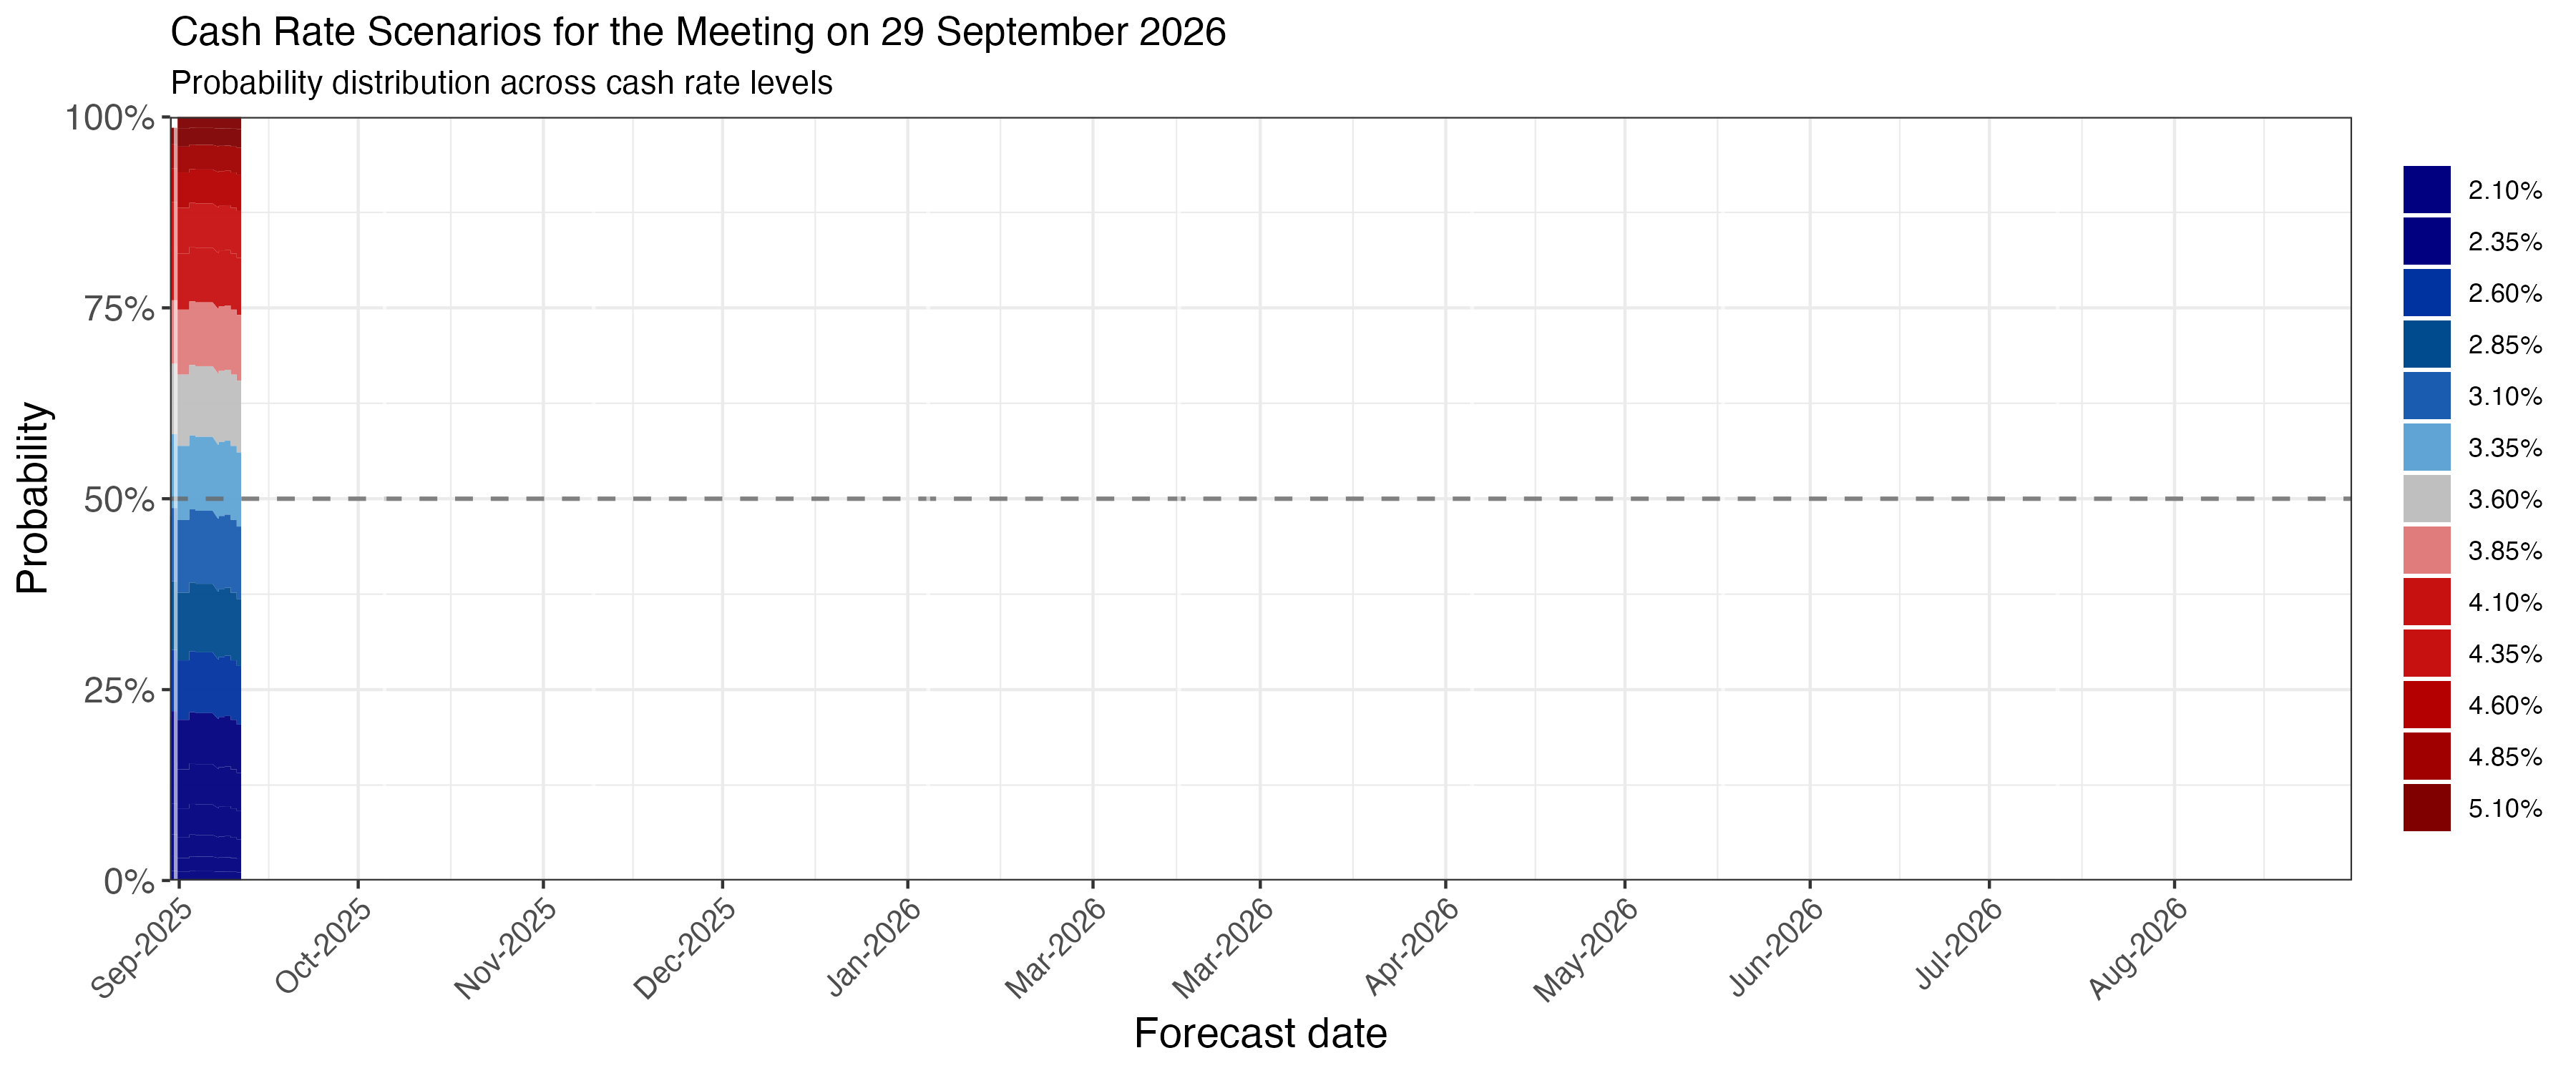 Cash Rate Scenarios for the Meeting on 29 September 2026
Probability distribution across cash rate levels
Probability
100%
75%
50%
25%
0%
Sep-2025
Oct-2025
Nov-2025
Dec-2025
Jan-2026
Mar-2026
Mar-2026
Apr-2026
May-2026
Jun-2026
Jul-2026
Aug-2026
Forecast date
2.10%
2.35%
2.60%
2.85%
3.10%
3.35%
3.60%
3.85%
4.10%
4.35%
4.60%
4.85%
5.10%